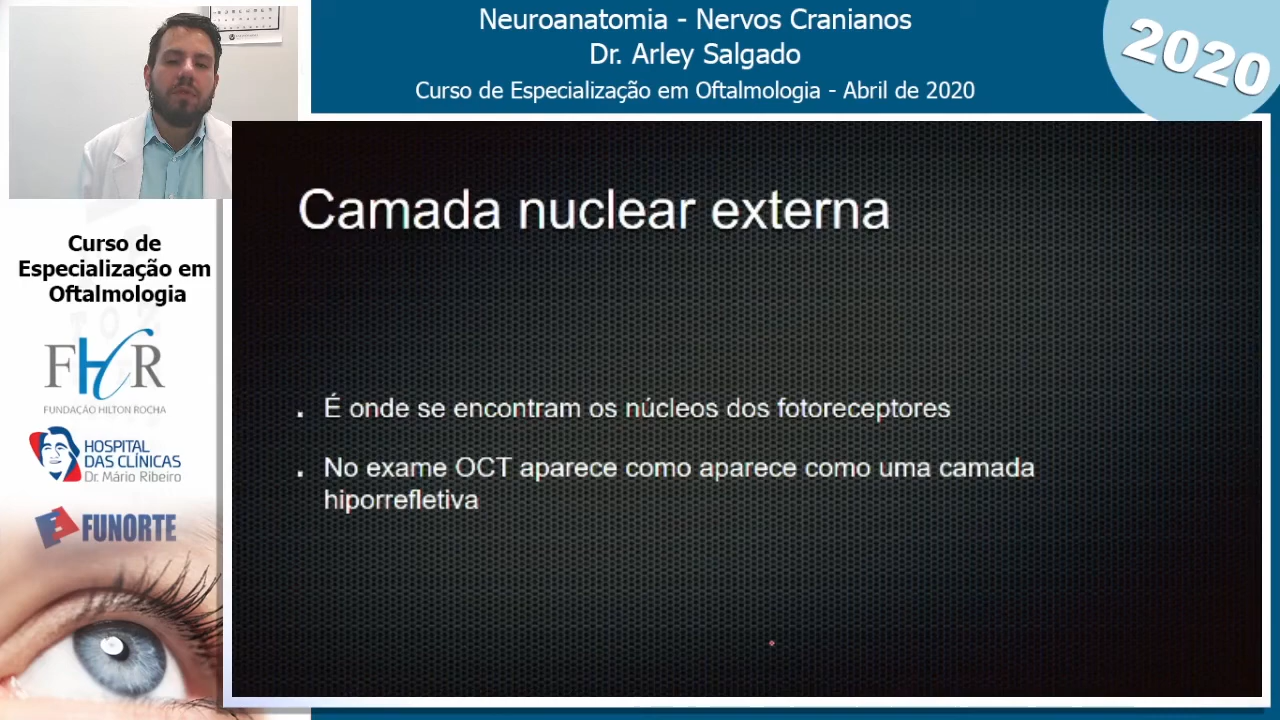 Neuroanatomia - Nervos Cranianos
Dr. Arley Salgado
Curso de Especialização em Oftalmologia - Abril de 2020
2020
Camada nuclear externa
. É onde se encontram os núcleos dos fotoreceptores
. No exame OCT aparece como aparece como uma camada
hiporrefletiva
Curso de
Especialização em
Oftalmologia
FHR
FUNDAÇÃO HILTON ROCHA
HOSPITAL
DAS CLÍNICAS
Dr. Mário Ribeiro
FUNORTE